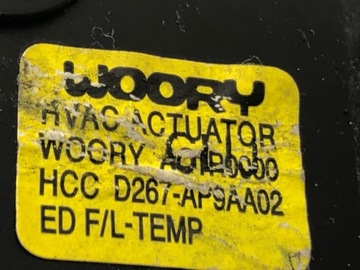 WOORY
HVAC ACTUATOR
WOORY
HCC D267-AP9AA02
ED F/L-TEMP